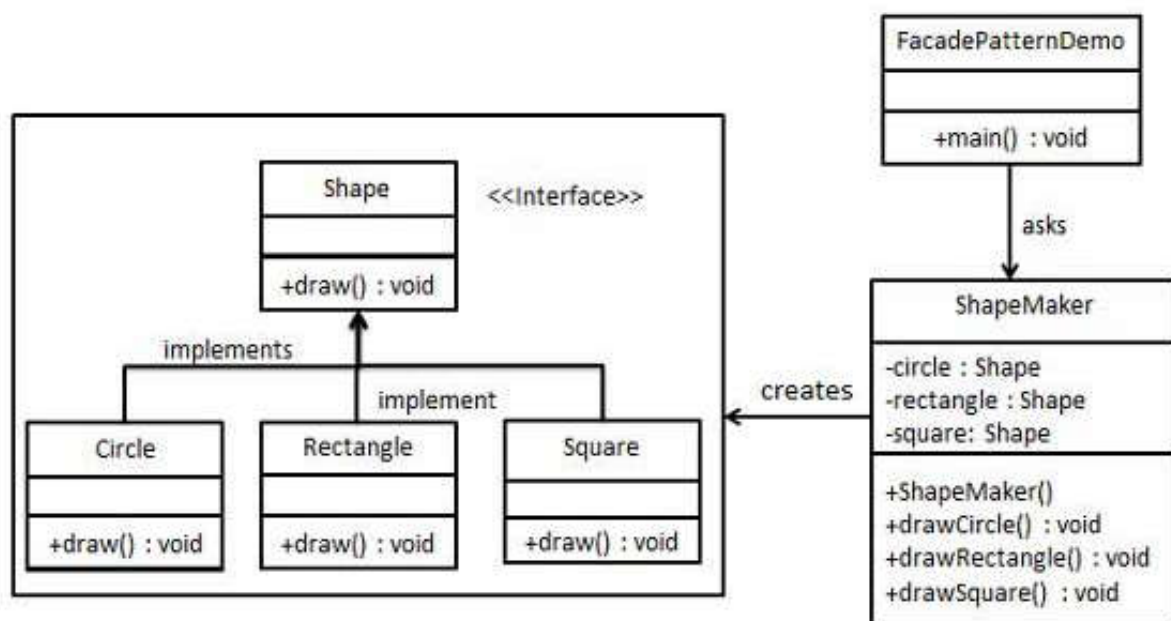 FacadePatternDemo
+main() : void
asks
Shape
<<Interface>>
+draw() : void
implements
implement
Circle
+draw() : void
Rectangle
+draw() : void
Square
+draw() : void
creates
ShapeMaker
-circle : Shape
-rectangle : Shape
-square: Shape
+ShapeMaker()
+drawCircle() : void
+drawRectangle() : void
+drawSquare() : void